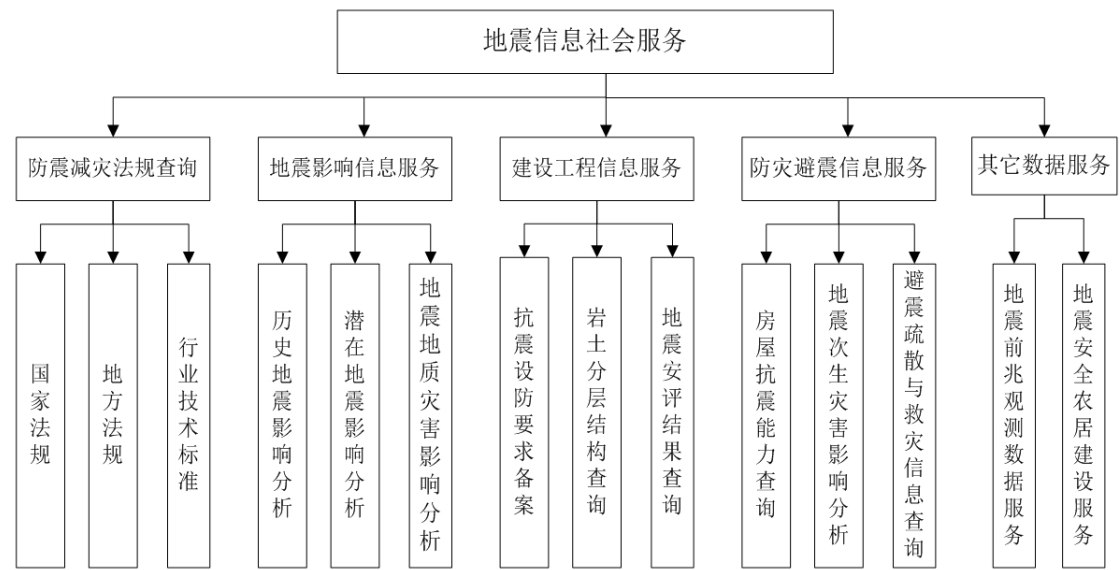 地震信息社会服务
防震减灾法规查询
地震影响信息服务
建设工程信息服务
防灾避震信息服务
其它数据服务
国家法规
地方法规
行业技术标准
历史地震影响分析
潜在地震影响分析
地震地质灾害影响分析
抗震设防要求备案
岩土分层结构查询
地震安评结果查询
房屋抗震能力查询
地震次生灾害影响分析
避震疏散与救灾信息查询
地震前兆观测数据服务
地震安全农居建设服务